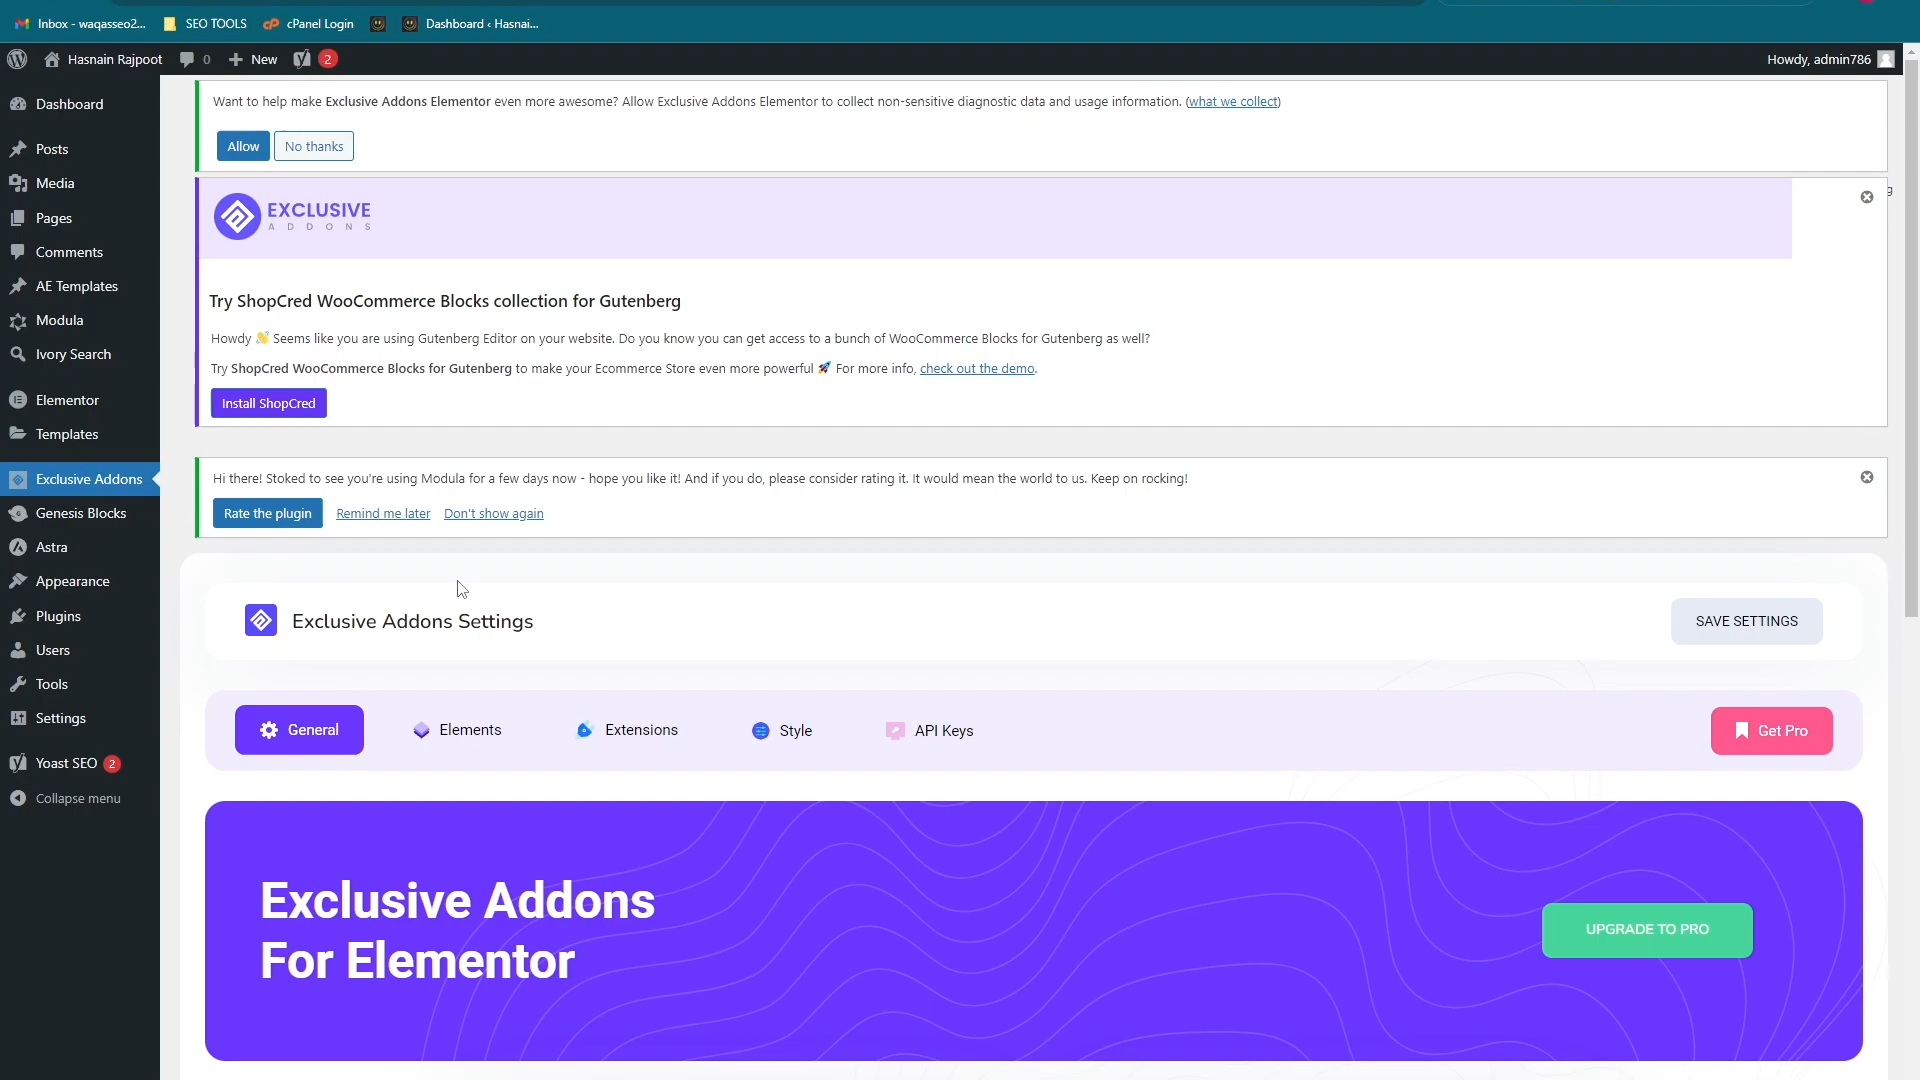 Inbox - waqasseo2...
SEO TOOLS
cPanel Login
Dashboard ‹ Hasnai...
Hasnain Rajpoot
0
New
2
Howdy, admin786
Dashboard
Posts
Media
Pages
Comments
AE Templates
Modula
Ivory Search
Elementor
Templates
Exclusive Addons
Genesis Blocks
Astra
Appearance
Plugins
Users
Tools
Settings
Yoast SEO 2
Collapse menu
Want to help make Exclusive Addons Elementor even more awesome? Allow Exclusive Addons Elementor to collect non-sensitive diagnostic data and usage information. (what we collect)
Allow
No thanks
EXCLUSIVE
ADDONS
g
Try ShopCred WooCommerce Blocks collection for Gutenberg
Howdy 👋 Seems like you are using Gutenberg Editor on your website. Do you know you can get access to a bunch of WooCommerce Blocks for Gutenberg as well?
Try ShopCred WooCommerce Blocks for Gutenberg to make your Ecommerce Store even more powerful 🚀 For more info, check out the demo.
Install ShopCred
Hi there! Stoked to see you're using Modula for a few days now - hope you like it! And if you do, please consider rating it. It would mean the world to us. Keep on rocking!
Rate the plugin
Remind me later
Don't show again
Exclusive Addons Settings
SAVE SETTINGS
General
Elements
Extensions
Style
API Keys
Get Pro
Exclusive Addons
For Elementor
UPGRADE TO PRO